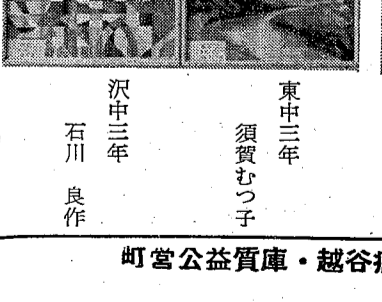 東中三年
須賀むつ子
沢中三年
石川 良作
町営公益質庫・越谷